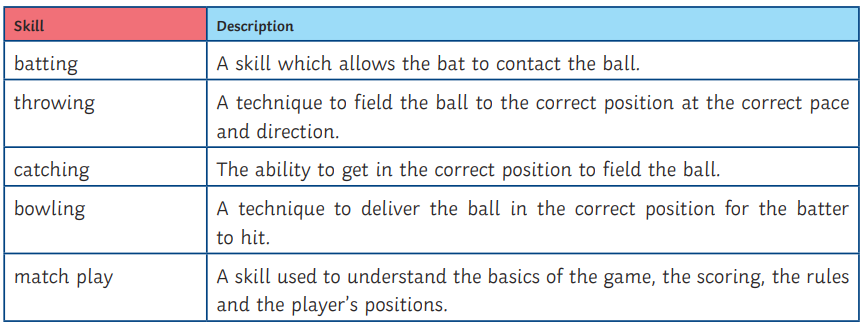 Skill Description
batting A skill which allows the bat to contact the ball.
throwing A technique to field the ball to the correct position at the correct pace
and direction.
catching The ability to get in the correct position to field the ball.
bowling A technique to deliver the ball in the correct position for the batter
to hit.
match play A skill used to understand the basics of the game, the scoring, the rules
and the player's positions.